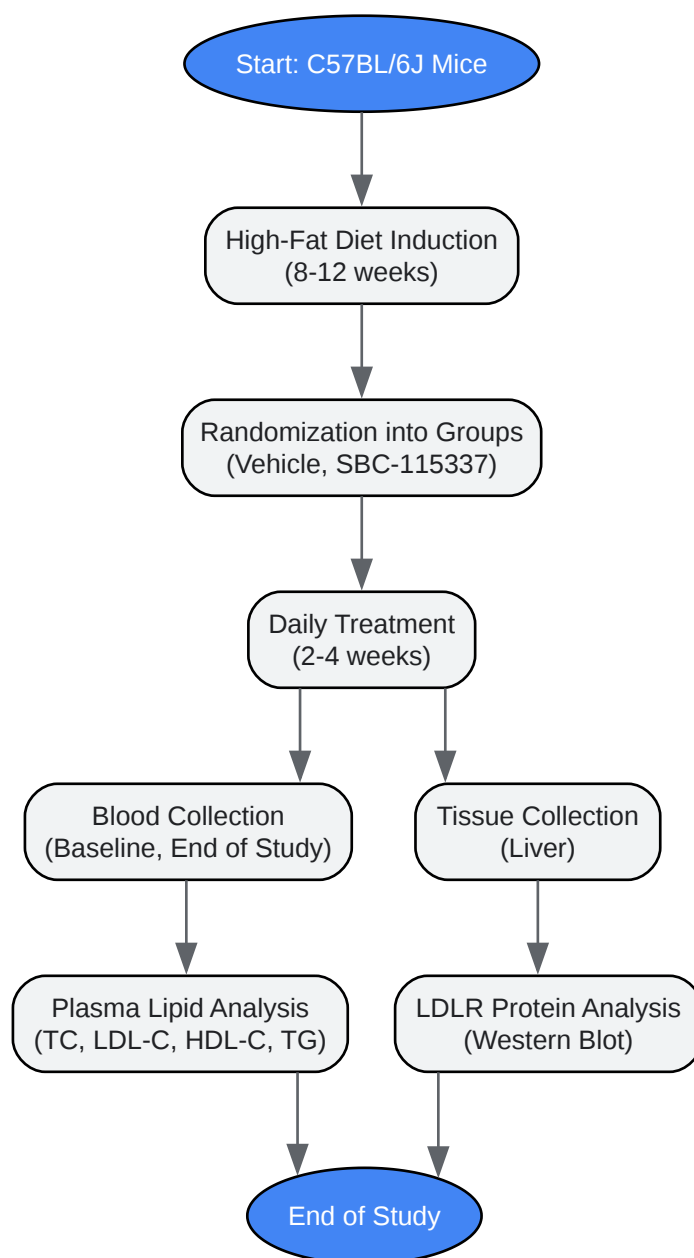 Start: C57BL/6J Mice
High-Fat Diet Induction
(8-12 weeks)
Randomization into Groups
(Vehicle, SBC-115337)
Daily Treatment
(2-4 weeks)
Blood Collection
(Baseline, End of Study)
Tissue Collection
(Liver)
Plasma Lipid Analysis
(TC, LDL-C, HDL-C, TG)
LDLR Protein Analysis
(Western Blot)
End of Study